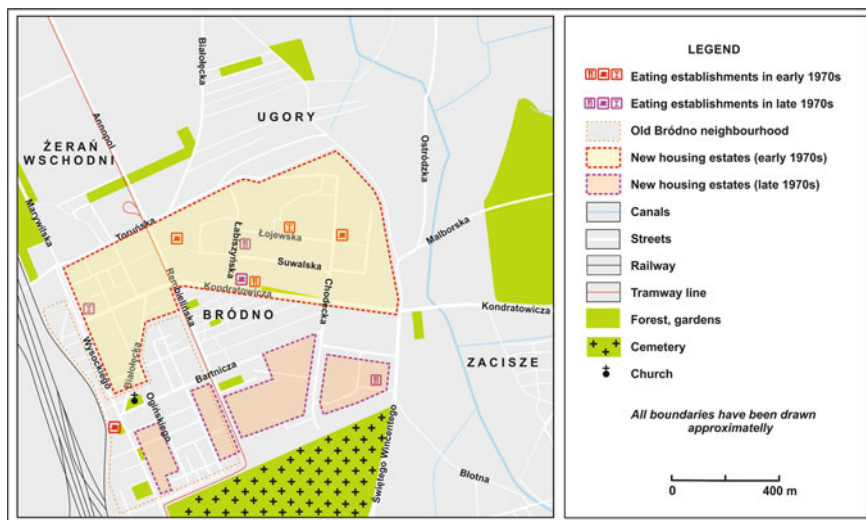 Białołęcka
UGORY
Annopol
ŻERAŃ
WSCHODNI
Ostródzka
Marywilska
Toruńska
Łabiszyńska
Łojewska
Suwalska
Malborska
Rembielińska
Kondratowicza
Chodecka
BRÓDNO
Kondratowicza
Wysockiego
Białołęcka
Bartnicza
ZACISZE
Ogińskiego
Świętego Wincentego
Błotna
LEGEND
Eating establishments in early 1970s
Eating establishments in late 1970s
Old Bródno neighbourhood
New housing estates (early 1970s)
New housing estates (late 1970s)
Canals
Streets
Railway
Tramway line
Forest, gardens
Cemetery
Church
All boundaries have been drawn
approximatelly
0 400 m